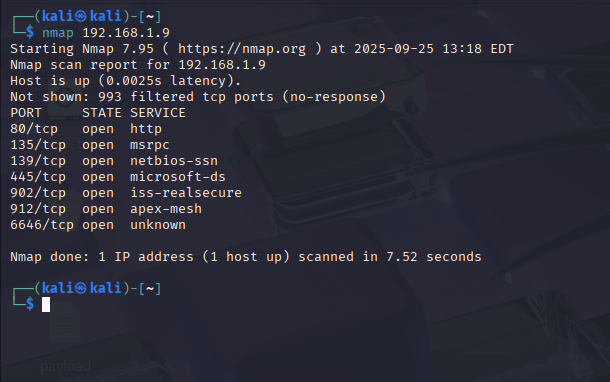 ┌──(kali㉿kali)-[~]
└─$ nmap 192.168.1.9
Starting Nmap 7.95 ( https://nmap.org ) at 2025-09-25 13:18 EDT
Nmap scan report for 192.168.1.9
Host is up (0.0025s latency).
Not shown: 993 filtered tcp ports (no-response)
PORT     STATE SERVICE
80/tcp   open  http
135/tcp  open  msrpc
139/tcp  open  netbios-ssn
445/tcp  open  microsoft-ds
902/tcp  open  iss-realsecure
912/tcp  open  apex-mesh
6646/tcp open  unknown
Nmap done: 1 IP address (1 host up) scanned in 7.52 seconds
┌──(kali㉿kali)-[~]
└─$
payload